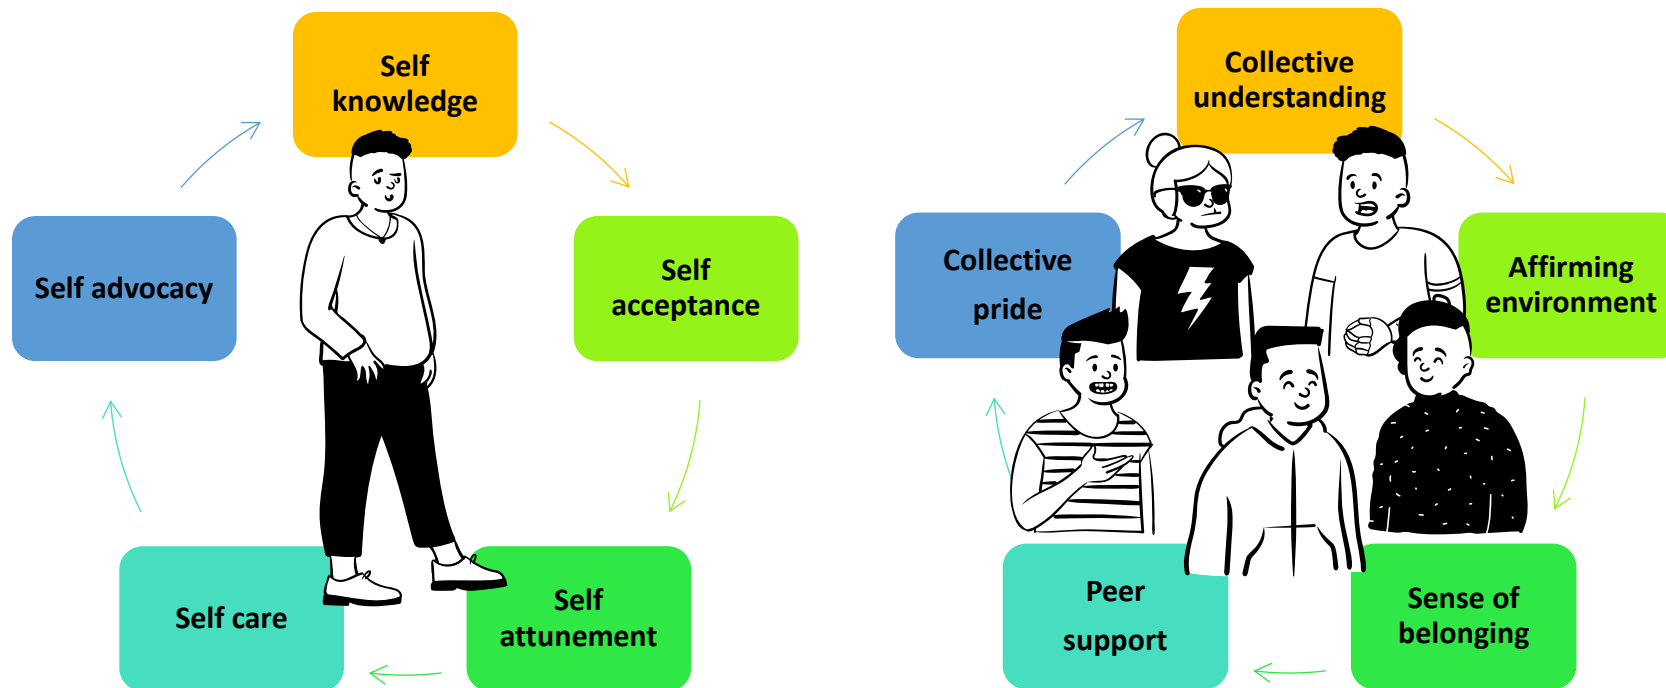 Self
knowledge
Self
acceptance
Self
attunement
Self care
Self advocacy
Collective
understanding
Affirming
environment
Sense of
belonging
Peer
support
Collective
pride